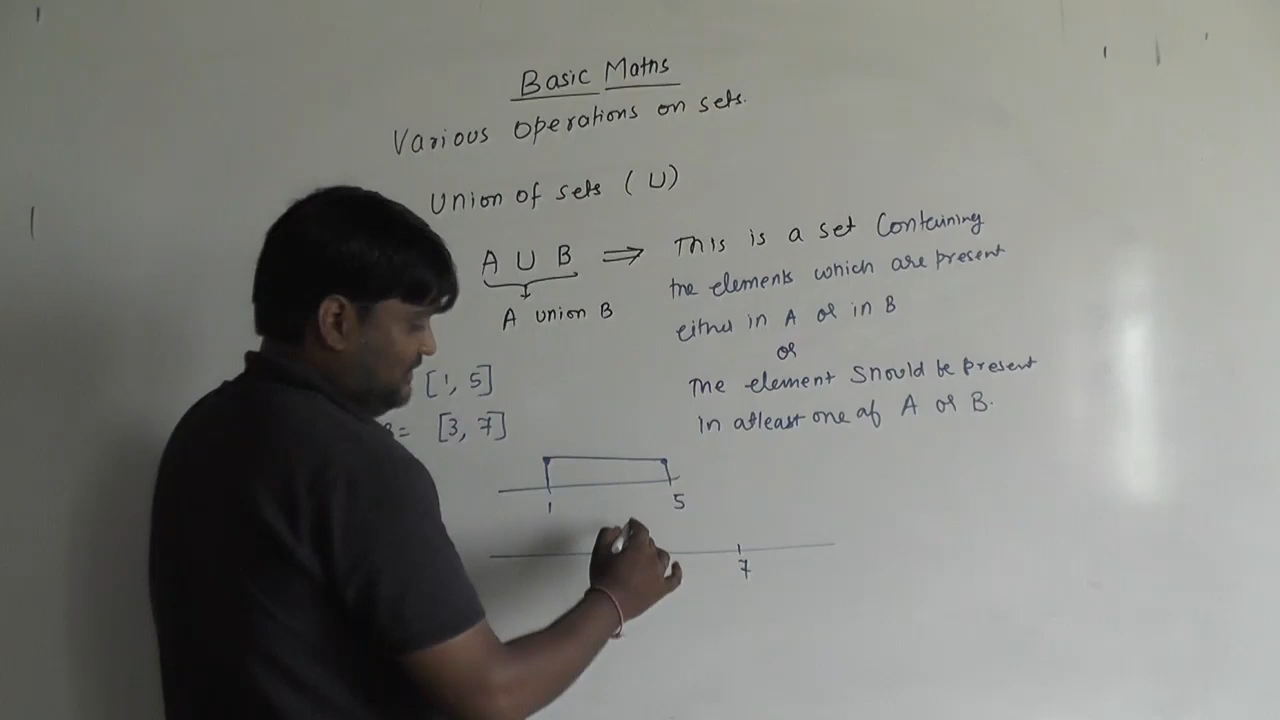 Basic Maths
Various Operations on sets.
Union of sets (U)
A U B ⇒ This is a set Containing
the elements which are present
A Union B
either in A or in B
or
[1, 5]
The element Should be present
B= [3, 7]
in atleast one of A or B.
1 5
7